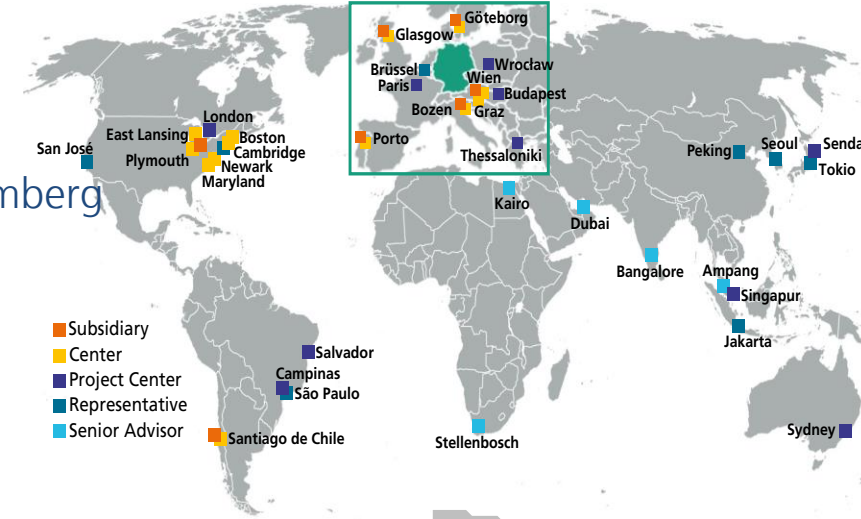 Göteborg
Glasgow
Brüssel
Wrocław
Wien
Paris
Budapest
Bozen
Graz
Porto
Thessaloniki
London
East Lansing
Boston
San José
Cambridge
Plymouth
Newark
Maryland
mberg
Peking
Seoul
Senda
Tokio
Kairo
Dubai
Bangalore
Ampang
Singapur
Jakarta
Subsidiary
Center
Project Center
Representative
Senior Advisor
Salvador
Campinas
São Paulo
Santiago de Chile
Stellenbosch
Sydney